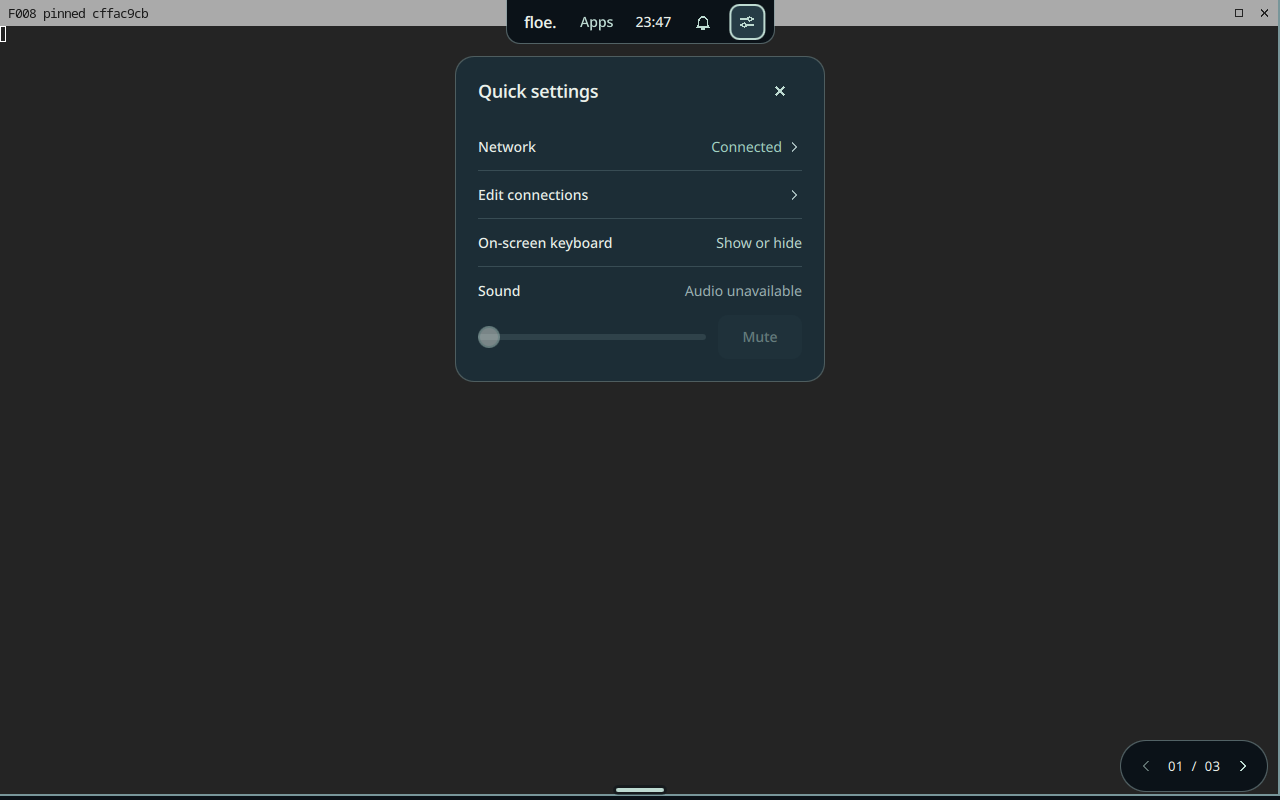 F008 pinned cffac9cb
floe. Apps 23:47
Quick settings
Network Connected
Edit connections
On-screen keyboard Show or hide
Sound Audio unavailable
Mute
01 / 03